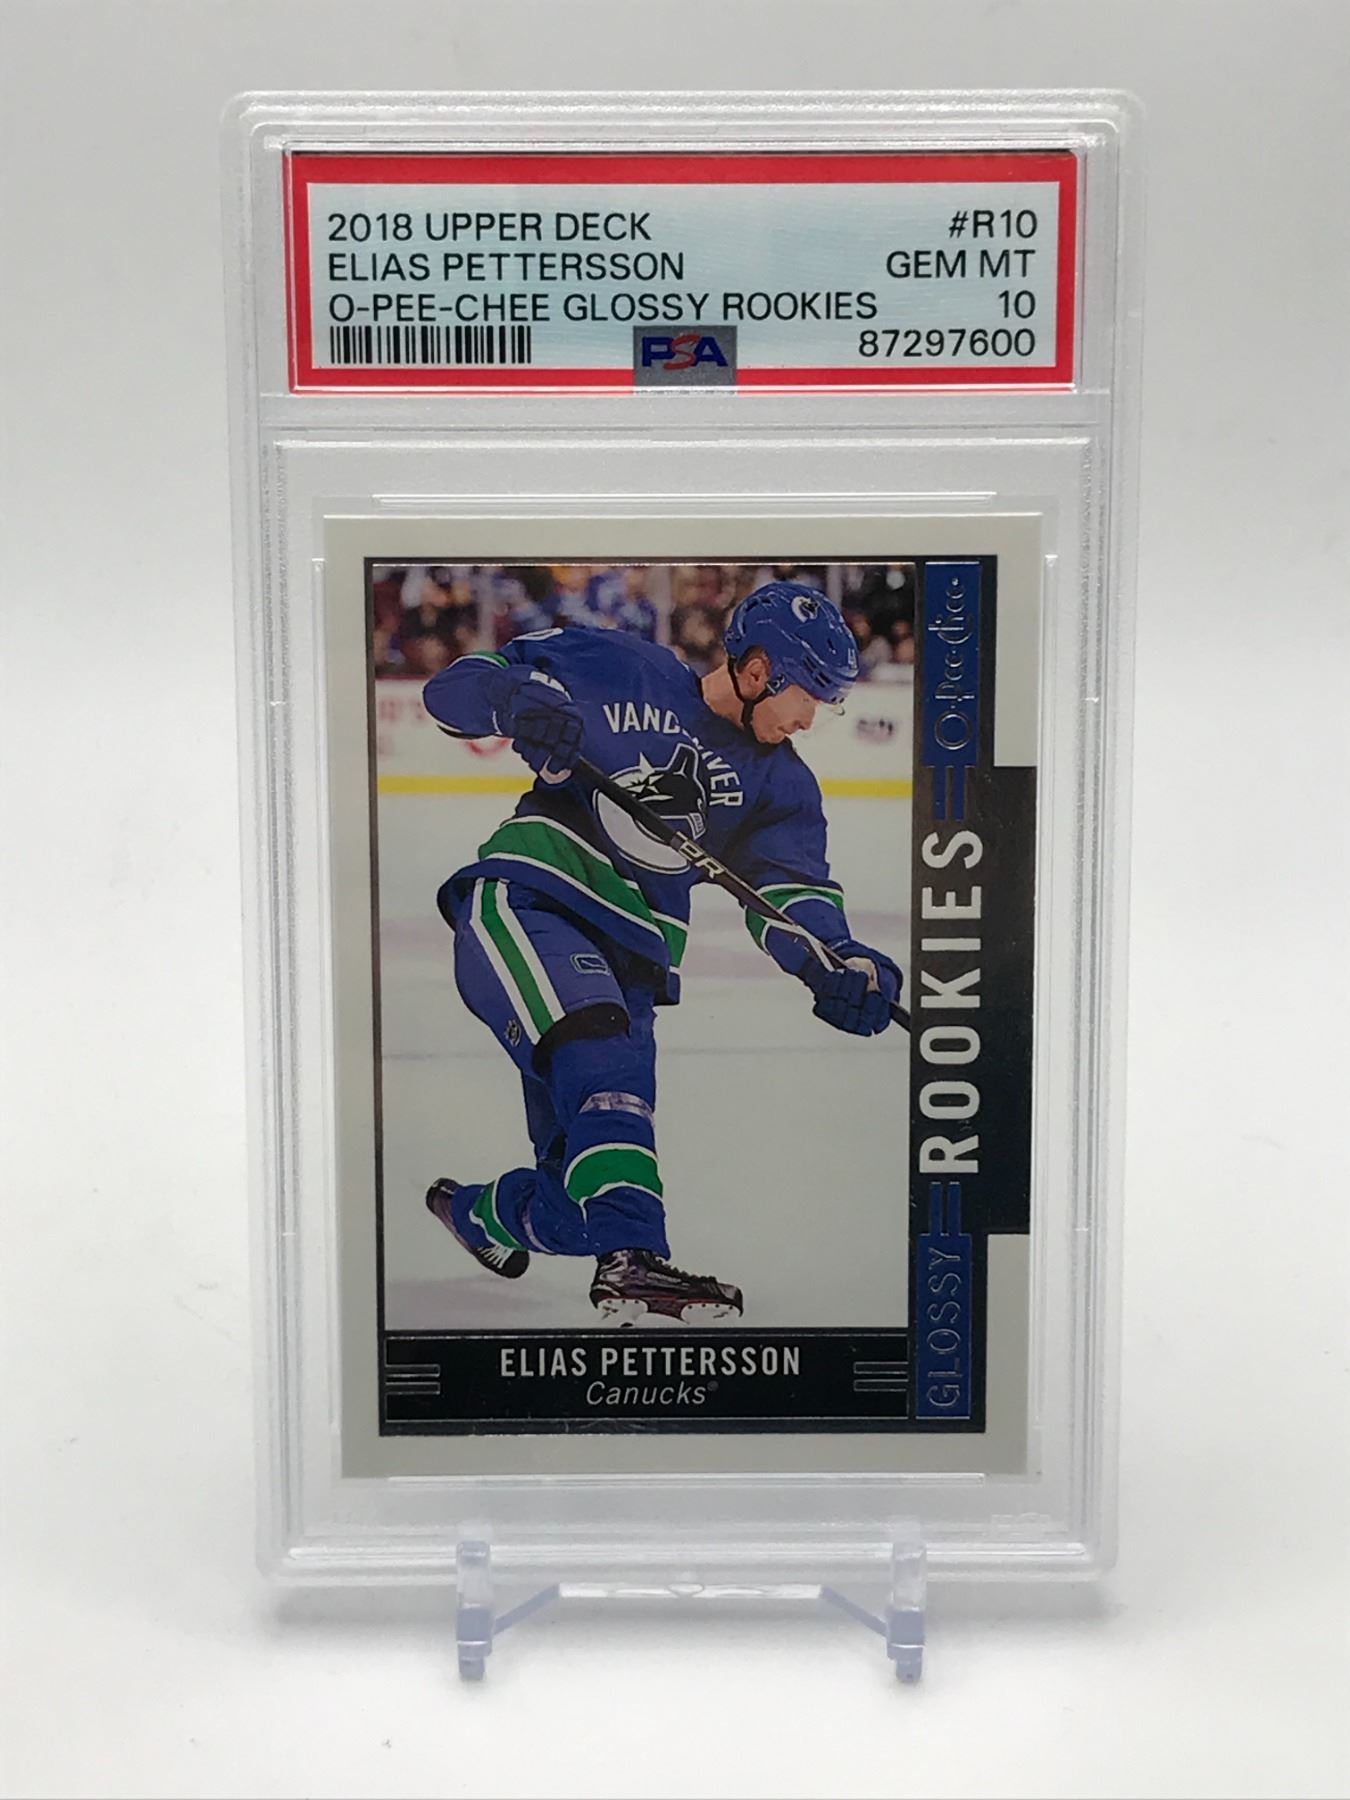 2018 UPPER DECK #R10
ELIAS PETTERSSON GEM MT
O-PEE-CHEE GLOSSY ROOKIES 10
PSA 87297600
O-Pee-Chee
ROOKIES
GLOSSY
ELIAS PETTERSSON
Canucks